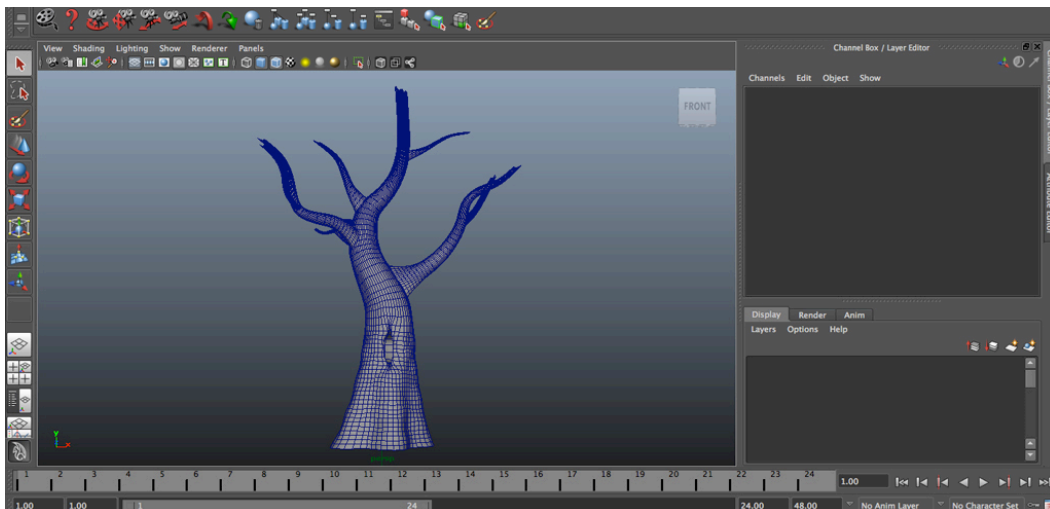 Channel Box / Layer Editor
View Shading Lighting Show Renderer Panels
Channels Edit Object Show
FRONT
Attribute Editor
Display Render Anim
Layers Options Help
y
x
persp
1 2 3 4 5 6 7 8 9 10 11 12 13 14 15 16 17 18 19 20 21 22 23 24
1.00
1.00 1.00 1 24 24.00 48.00 No Anim Layer No Character Set